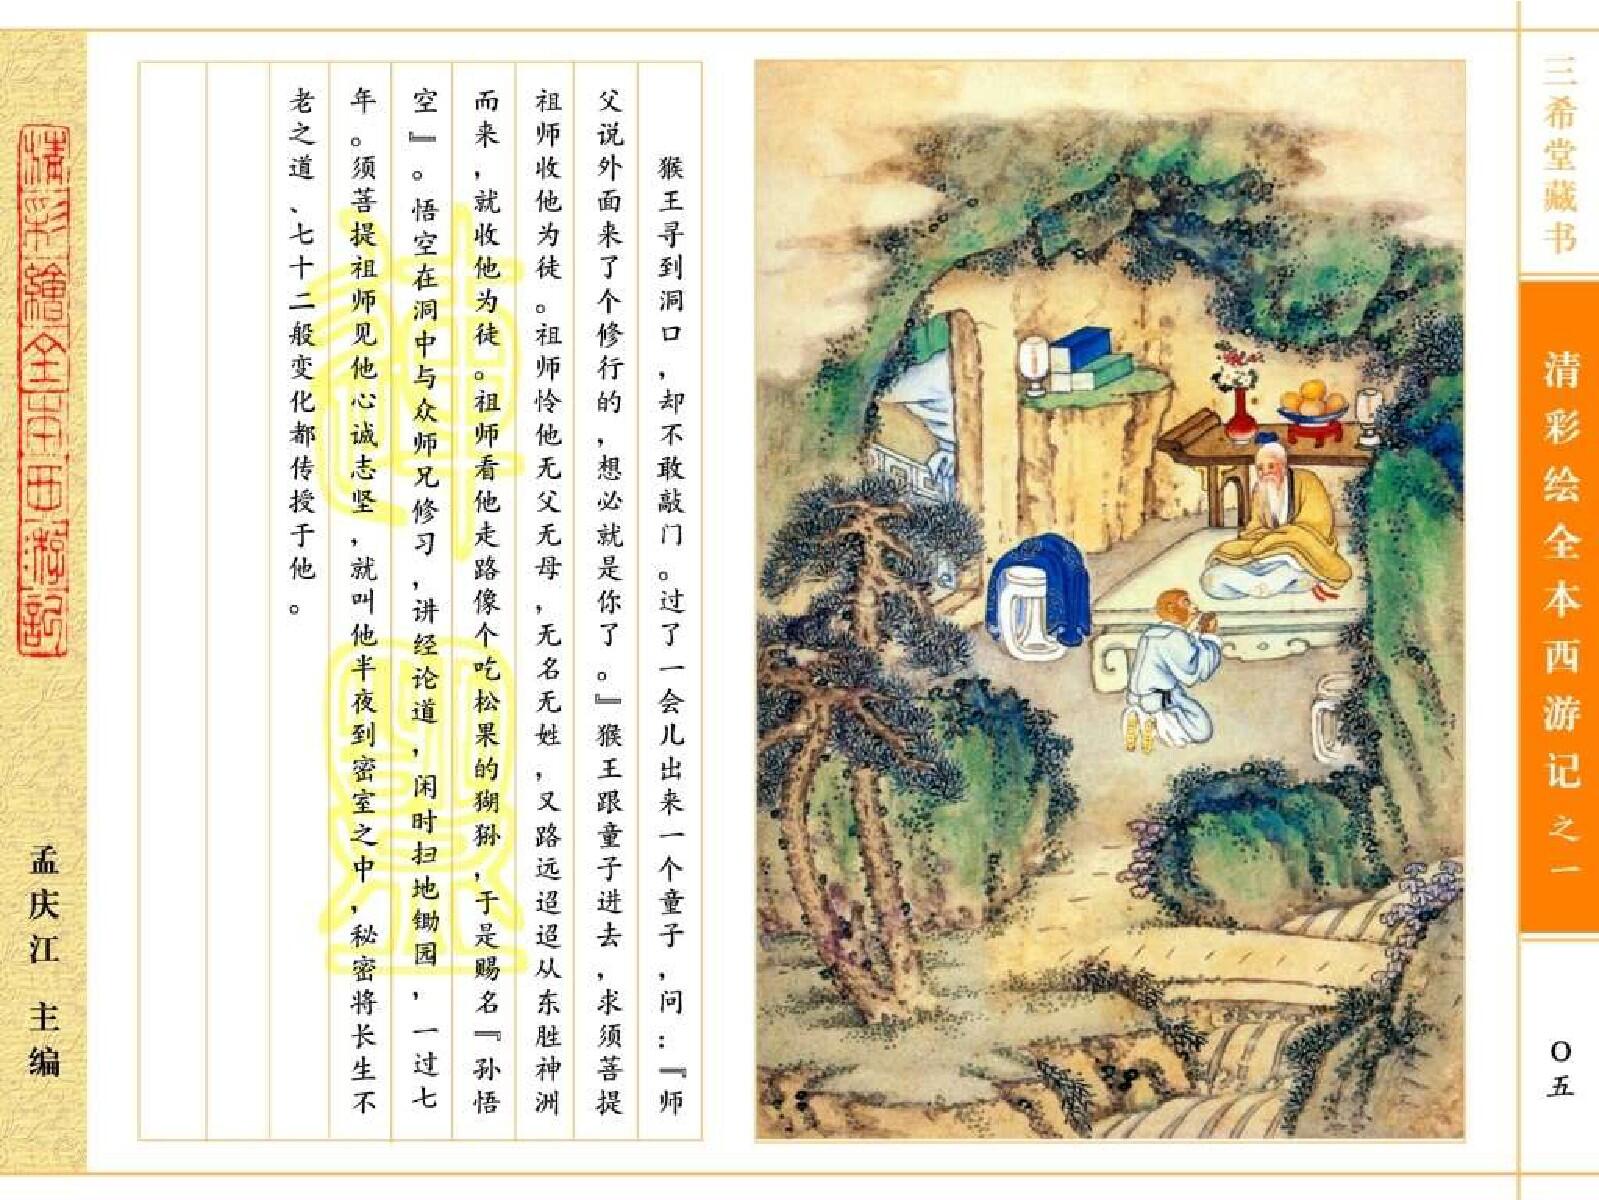 三希堂藏书
清彩绘全本西游记之一
〇五
猴王寻到洞口，却不敢敲门。过了一会儿出来一个童子，问：『师
父说外面来了个修行的，想必就是你了。』猴王跟童子进去，求须菩提
祖师收他为徒。祖师怜他无父无母，无名无姓，又路远迢迢从东胜神洲
而来，就收他为徒。祖师看他走路像个吃松果的猢狲，于是赐名『孙悟
空』。悟空在洞中与众师兄修习，讲经论道，闲时扫地锄园，一过七
年。须菩提祖师见他心诚志坚，就叫他半夜到密室之中，秘密将长生不
老之道、七十二般变化都传授于他。
清彩繪全本西游記
孟庆江 主编